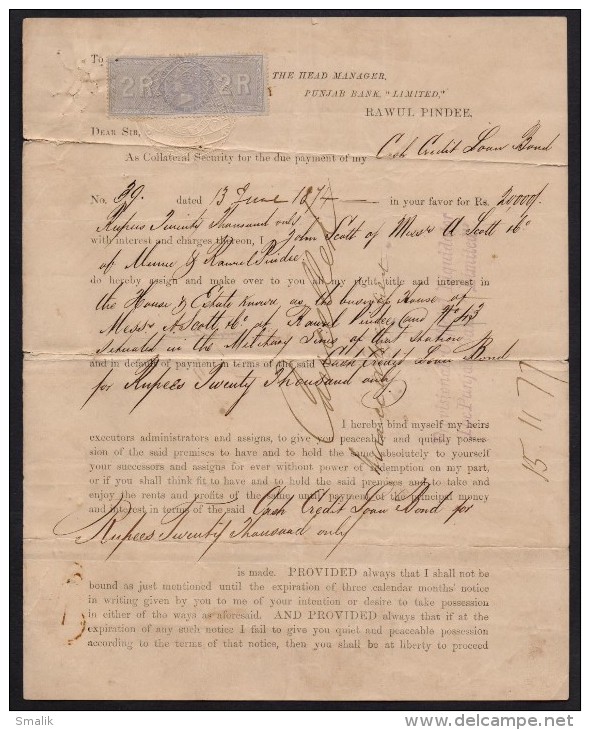 To
2 R 2 R
THE HEAD MANAGER,
PUNJAB BANK, "LIMITED,"
RAWUL PINDEE.
DEAR SIR,
As Collateral Security for the due payment of my Cash Credit Loan Bond
No. 39. dated 13 June 1874 in your favor for Rs. 20000/-
Rupees Twenty Thousand only
with interest and charges thereon, I John Scott of Messrs A Scott & Co
of Murree & Rawul Pindee
do hereby assign and make over to you all my right title and interest in
the House & Estate known as the business House of
Messrs A Scott & Co. of Rawul Pindee and No
situated in the Military Lines of that Station
and in default of payment in terms of the said Cash Credit Loan Bond
for Rupees Twenty Thousand only
I hereby bind myself my heirs
executors administrators and assigns, to give you peaceable and quietly posses-
sion of the said premises to have and to hold the same absolutely to yourself
your successors and assigns for ever without power of redemption on my part,
or if you shall think fit to have and to hold the said premises and to take and
enjoy the rents and profits of the same until payment of the principal money
and interest in terms of the said Cash Credit Loan Bond for
Rupees Twenty Thousand only
is made. PROVIDED always that I shall not be
bound as just mentioned until the expiration of three calendar months' notice
in writing given by you to me of your intention or desire to take possession
in either of the ways as aforesaid. AND PROVIDED always that if at the
expiration of any such notice I fail to give you quiet and peaceable possession
according to the terms of that notice, then you shall be at liberty to proceed
Cancelled
15 11 77
Smalik
delcampe.net